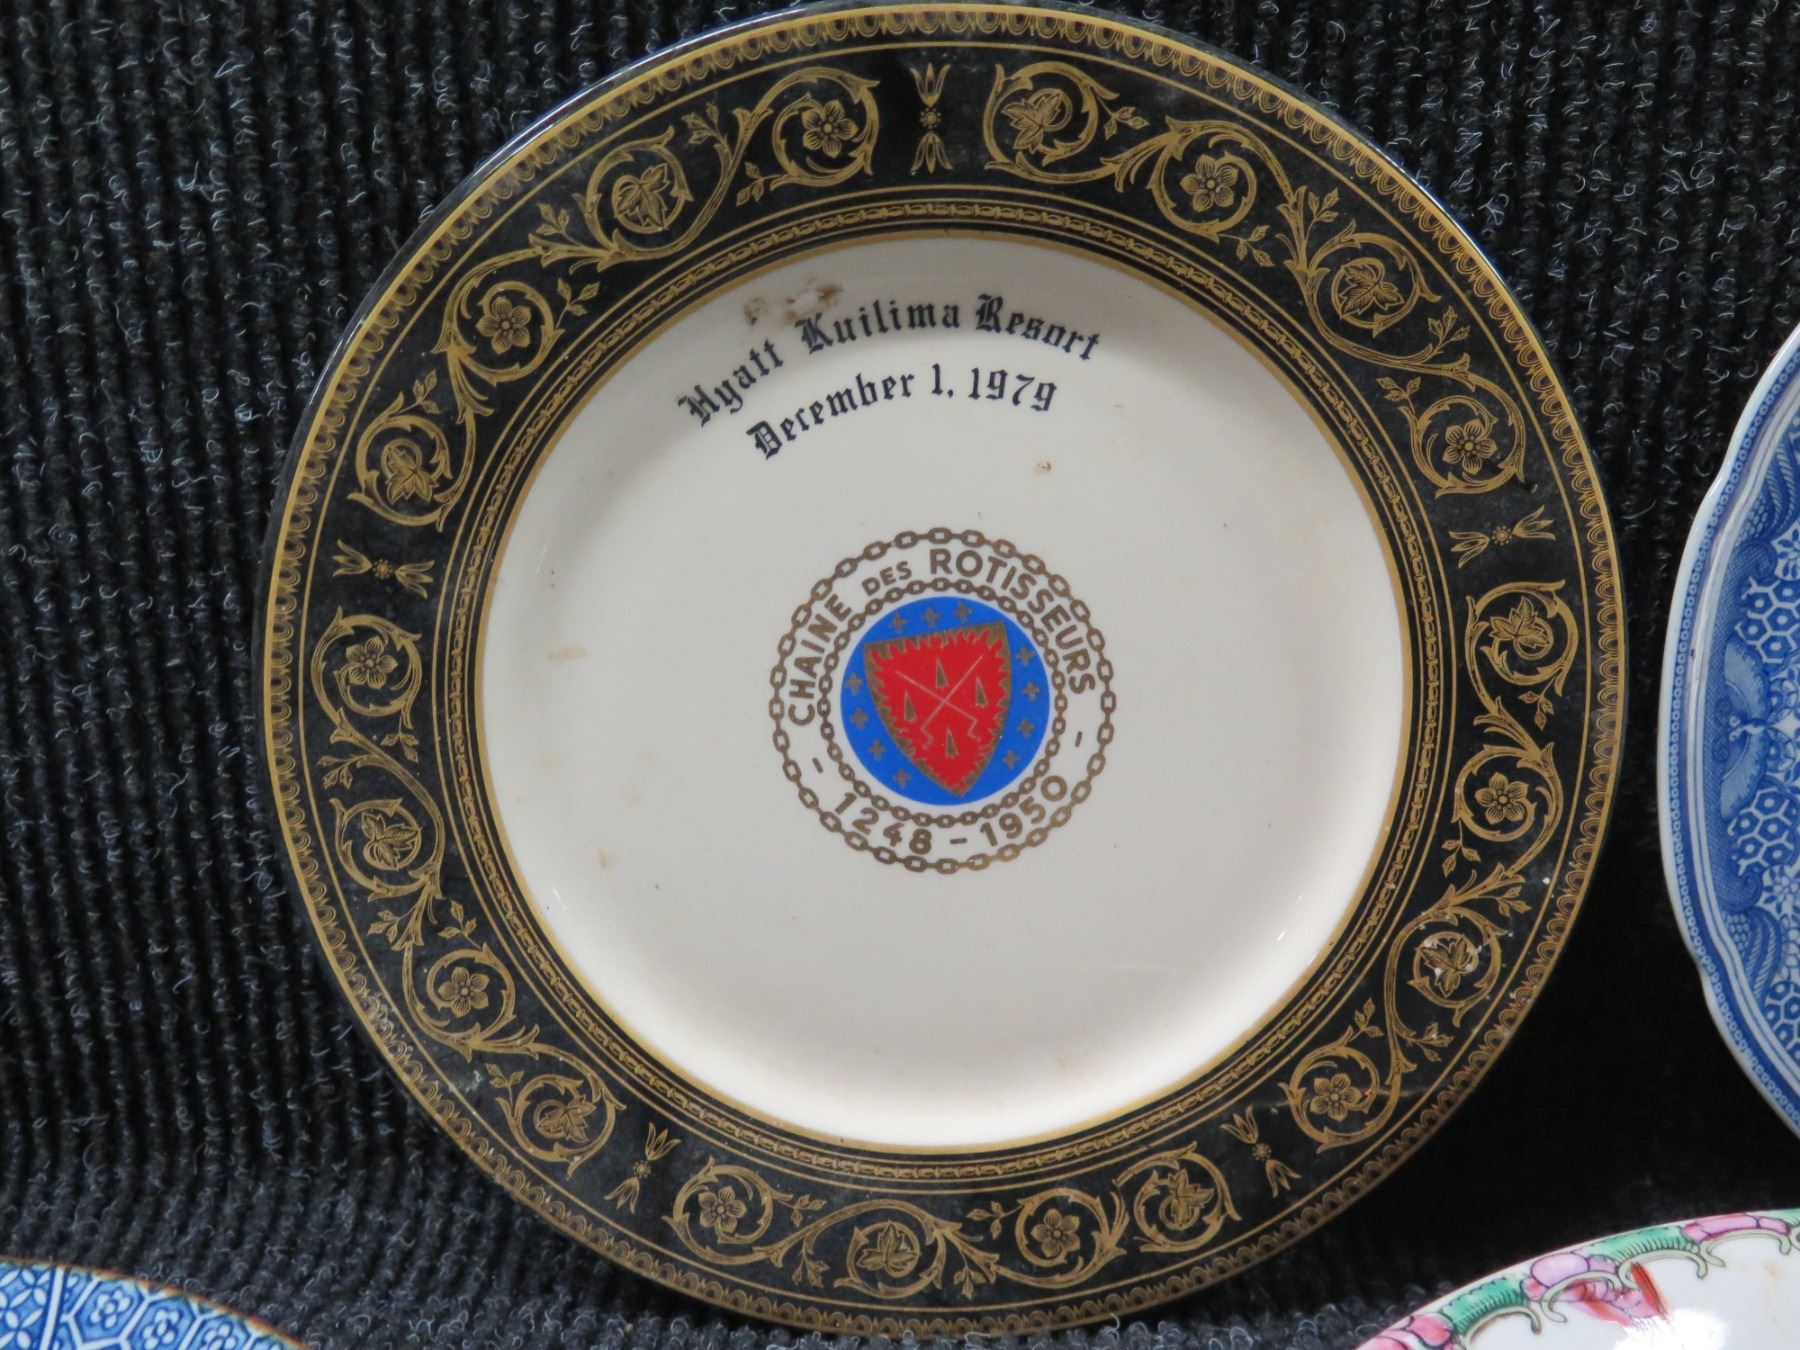 Hyatt Kuilima Resort
December 1, 1979
CHAINE DES ROTISSEURS
- 1248 - 1950 -